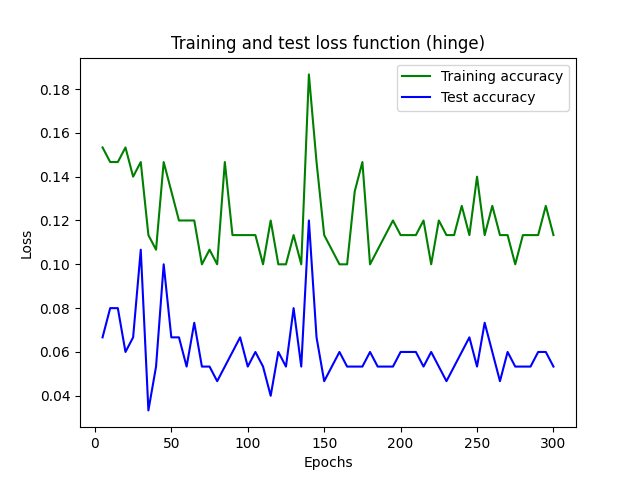 Training and test loss function (hinge)
Training accuracy
Test accuracy
Loss
0.18
0.16
0.14
0.12
0.10
0.08
0.06
0.04
0 50 100 150 200 250 300
Epochs